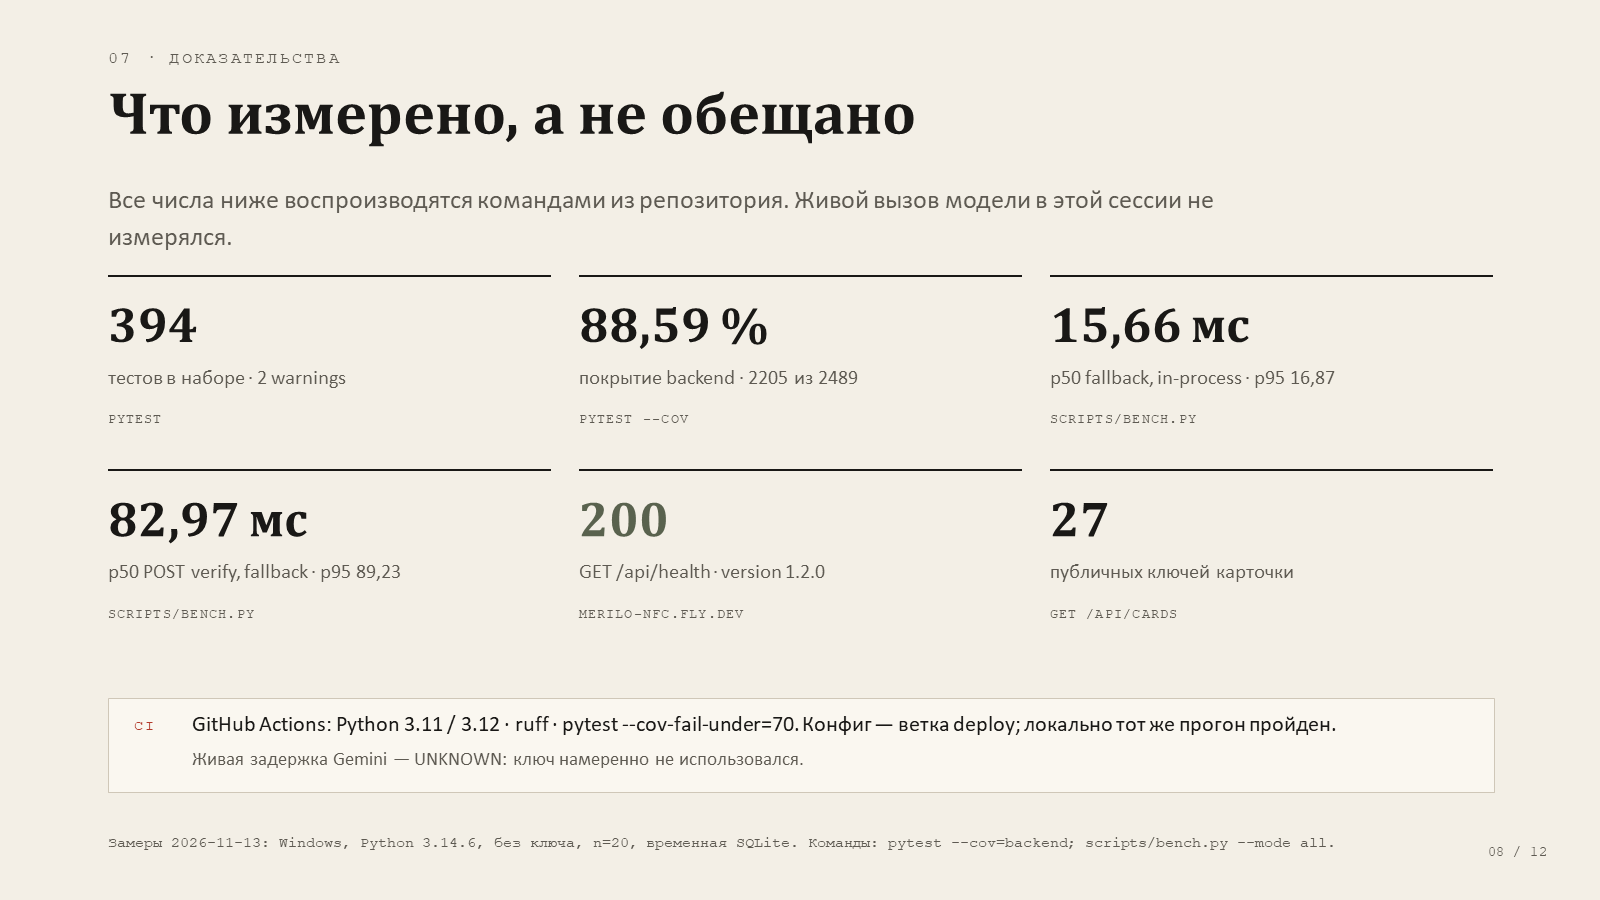 07 · ДОКАЗАТЕЛЬСТВА
Что измерено, а не обещано
Все числа ниже воспроизводятся командами из репозитория. Живой вызов модели в этой сессии не
измерялся.
394
тестов в наборе · 2 warnings
PYTEST
88,59 %
покрытие backend · 2205 из 2489
PYTEST --COV
15,66 мс
p50 fallback, in-process · p95 16,87
SCRIPTS/BENCH.PY
82,97 мс
p50 POST verify, fallback · p95 89,23
SCRIPTS/BENCH.PY
200
GET /api/health · version 1.2.0
MERILO-NFC.FLY.DEV
27
публичных ключей карточки
GET /API/CARDS
CI
GitHub Actions: Python 3.11 / 3.12 · ruff · pytest --cov-fail-under=70. Конфиг — ветка deploy; локально тот же прогон пройден.
Живая задержка Gemini — UNKNOWN: ключ намеренно не использовался.
Замеры 2026-11-13: Windows, Python 3.14.6, без ключа, n=20, временная SQLite. Команды: pytest --cov=backend; scripts/bench.py --mode all.
08 / 12